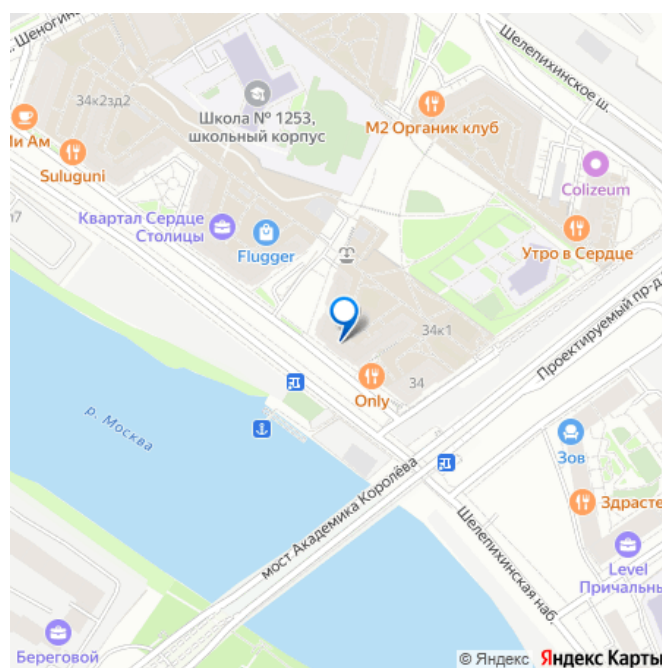 л. Шеногина
Шелепихинское ш.
34к2зд2
Школа № 1253,
школьный корпус
М2 Органик клуб
Ми Ам
Suluguni
Colizeum
Квартал Сердце
Столицы
Flugger
Утро в Сердце
Проектируемый пр-д
34к1
34
Only
р. Москва
Зов
мост Академика Королёва
Здрасте
Шелепихинская наб.
Level
Причальны
Береговой
© Яндекс Яндекс Карты